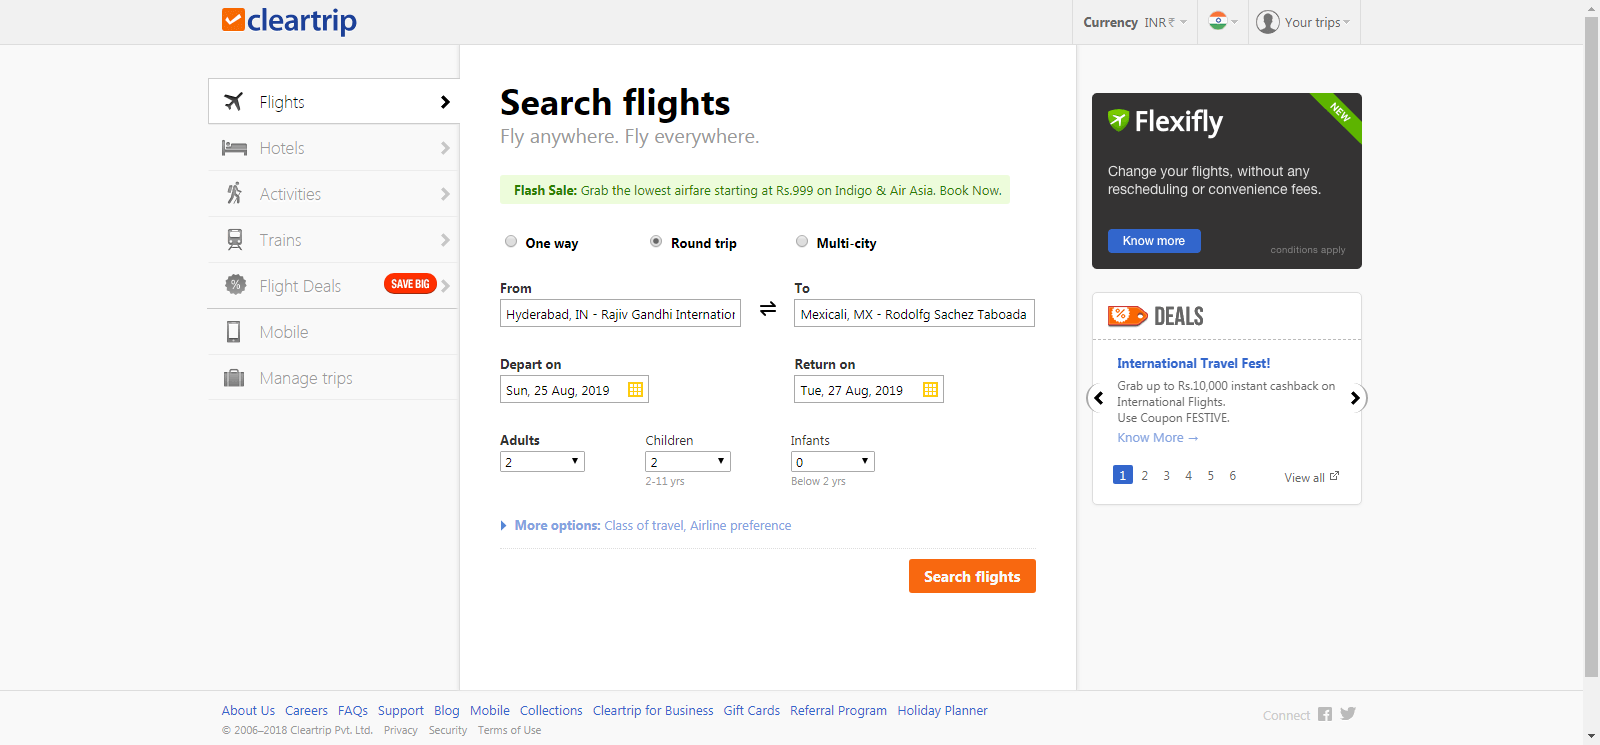 cleartrip
Currency INR ₹
Your trips
Flights
Hotels
Activities
Trains
Flight Deals SAVE BIG
Mobile
Manage trips
Search flights
Fly anywhere. Fly everywhere.
Flash Sale: Grab the lowest airfare starting at Rs.999 on Indigo & Air Asia. Book Now.
One way Round trip Multi-city
From To
Hyderabad, IN - Rajiv Gandhi Internation Mexicali, MX - Rodolfg Sachez Taboada
Depart on Return on
Sun, 25 Aug, 2019 Tue, 27 Aug, 2019
Adults Children Infants
2 2 0
2-11 yrs Below 2 yrs
More options: Class of travel, Airline preference
Search flights
NEW
Flexifly
Change your flights, without any
rescheduling or convenience fees.
Know more
conditions apply
% DEALS
International Travel Fest!
Grab up to Rs.10,000 instant cashback on
International Flights.
Use Coupon FESTIVE.
Know More →
1 2 3 4 5 6 View all
About Us Careers FAQs Support Blog Mobile Collections Cleartrip for Business Gift Cards Referral Program Holiday Planner
© 2006–2018 Cleartrip Pvt. Ltd. Privacy Security Terms of Use
Connect